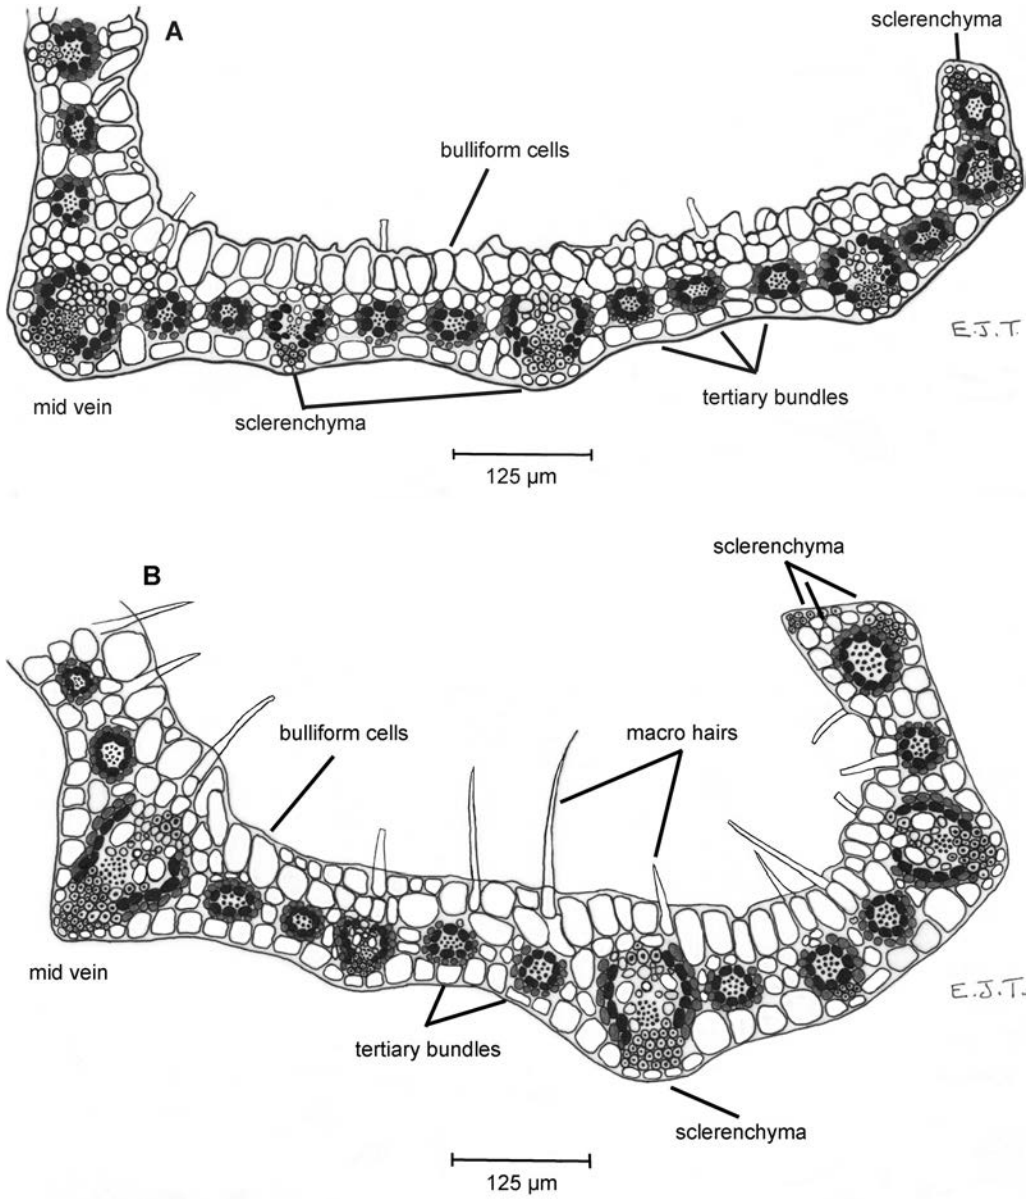 A
sclerenchyma
bulliform cells
E.J.T.
mid vein
tertiary bundles
sclerenchyma
125 µm
sclerenchyma
B
bulliform cells
macro hairs
mid vein
E.J.T.
tertiary bundles
sclerenchyma
125 µm